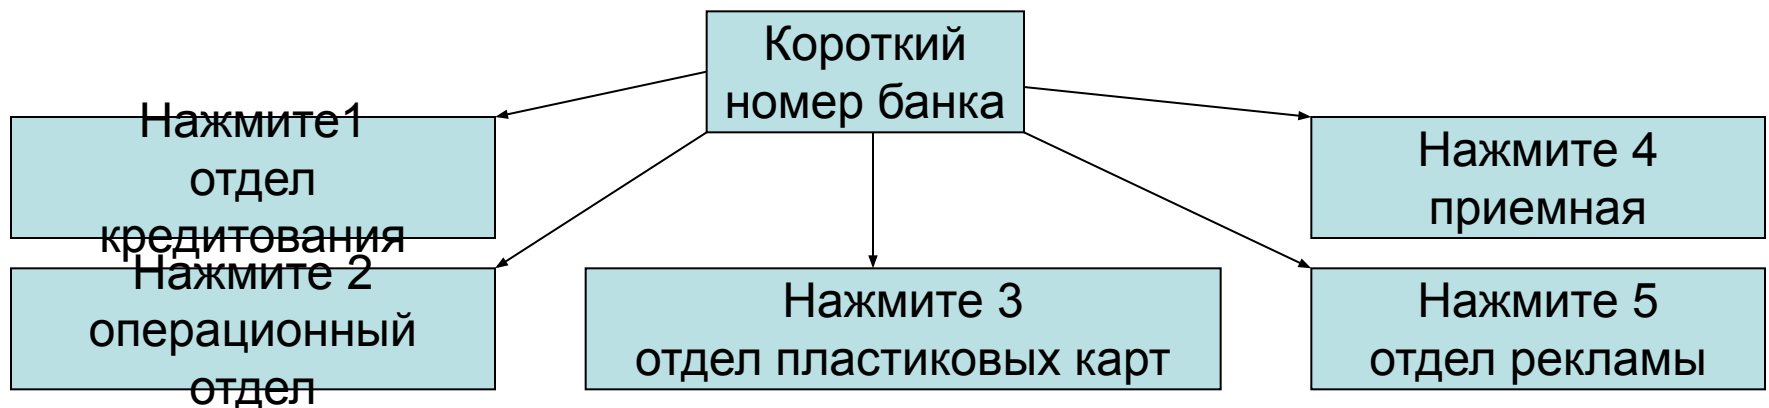 Короткий
номер банка
Нажмите1
отдел
кредитования
Нажмите 2
операционный
отдел
Нажмите 3
отдел пластиковых карт
Нажмите 4
приемная
Нажмите 5
отдел рекламы